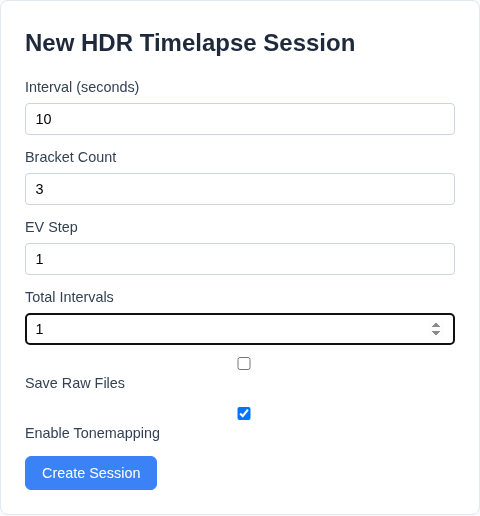 New HDR Timelapse Session
Interval (seconds)
10
Bracket Count
3
EV Step
1
Total Intervals
1
Save Raw Files
Enable Tonemapping
Create Session